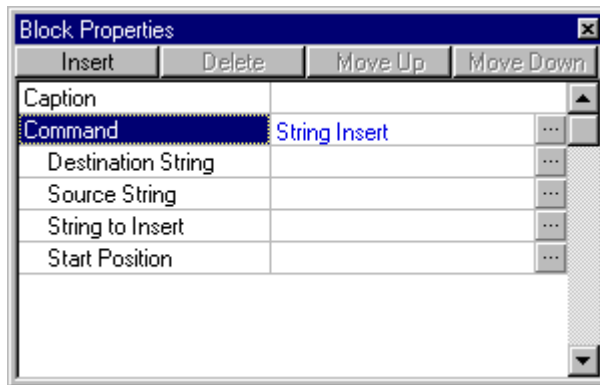 Block Properties
Insert Delete Move Up Move Down
Caption
Command String Insert ...
Destination String ...
Source String ...
String to Insert ...
Start Position ...